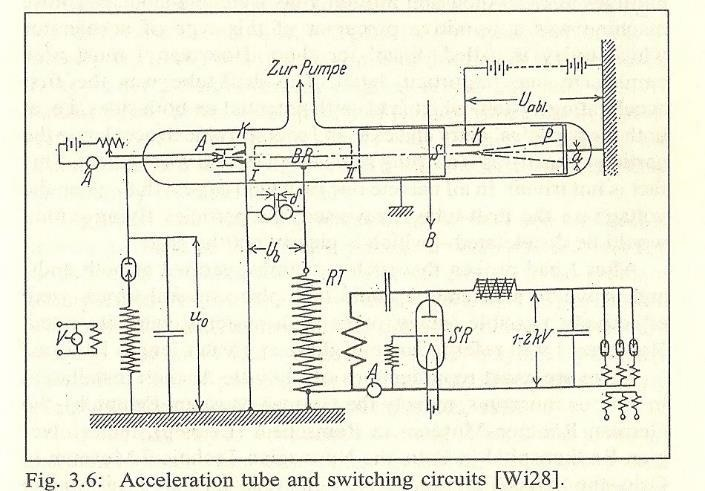 Zur Pumpe
A
K
BR
I
II
S
K
P
a
U_abl.
A
δ
U_b
B
RT
u_o
V
SR
1-2kV
A
Fig. 3.6: Acceleration tube and switching circuits [Wi28].